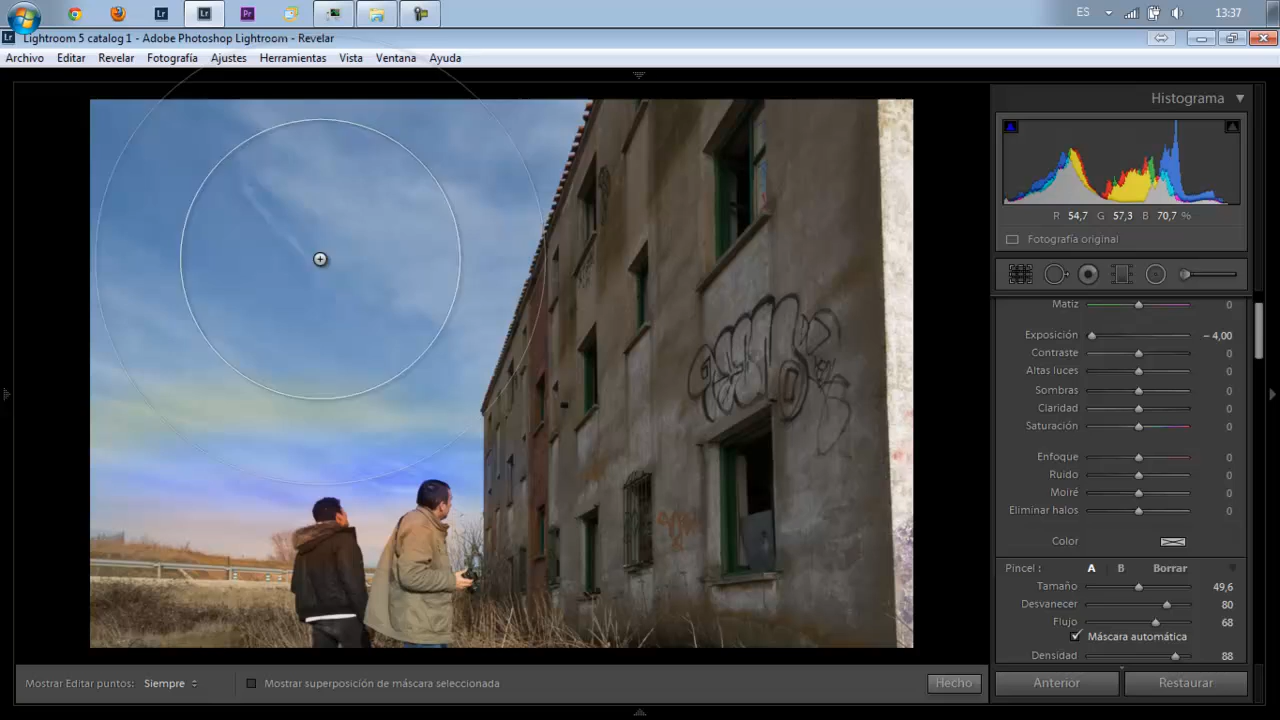 ES
13:37
Lightroom 5 catalog 1 - Adobe Photoshop Lightroom - Revelar
Archivo Editar Revelar Fotografía Ajustes Herramientas Vista Ventana Ayuda
Histograma
R 54,7 G 57,3 B 70,7 %
Fotografía original
Matiz 0
Exposición – 4,00
Contraste 0
Altas luces 0
Sombras 0
Claridad 0
Saturación 0
Enfoque 0
Ruido 0
Moiré 0
Eliminar halos 0
Color
Pincel : A B Borrar
Tamaño 49,6
Desvanecer 80
Flujo 68
Máscara automática
Densidad 88
Mostrar Editar puntos: Siempre
Mostrar superposición de máscara seleccionada
Hecho
Anterior
Restaurar
Lr
Lr
Pr
Lr